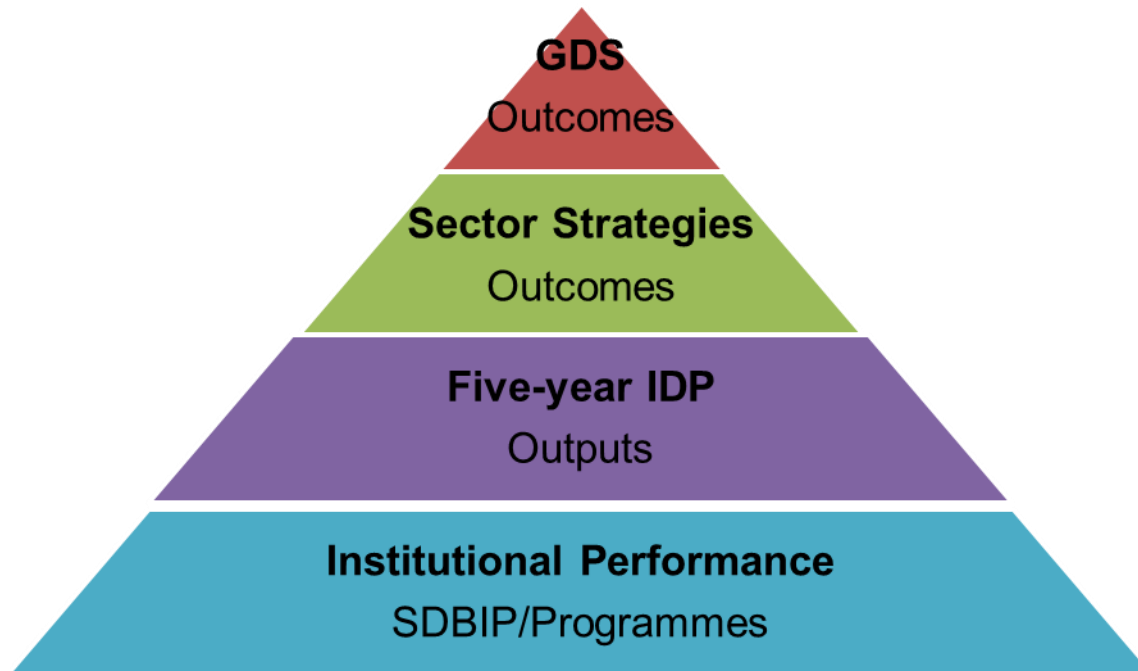 GDS
Outcomes
Sector Strategies
Outcomes
Five-year IDP
Outputs
Institutional Performance
SDBIP/Programmes